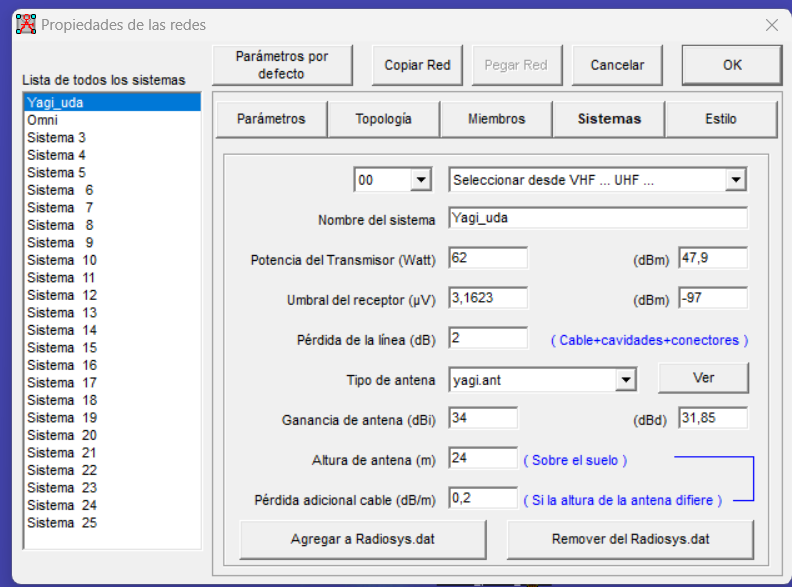 Propiedades de las redes
Parámetros por defecto
Copiar Red
Pegar Red
Cancelar
OK
Lista de todos los sistemas
Yagi_uda
Omni
Sistema 3
Sistema 4
Sistema 5
Sistema 6
Sistema 7
Sistema 8
Sistema 9
Sistema 10
Sistema 11
Sistema 12
Sistema 13
Sistema 14
Sistema 15
Sistema 16
Sistema 17
Sistema 18
Sistema 19
Sistema 20
Sistema 21
Sistema 22
Sistema 23
Sistema 24
Sistema 25
Parámetros
Topología
Miembros
Sistemas
Estilo
00
Seleccionar desde VHF ... UHF ...
Nombre del sistema Yagi_uda
Potencia del Transmisor (Watt) 62 (dBm) 47,9
Umbral del receptor (µV) 3,1623 (dBm) -97
Pérdida de la línea (dB) 2 ( Cable+cavidades+conectores )
Tipo de antena yagi.ant Ver
Ganancia de antena (dBi) 34 (dBd) 31,85
Altura de antena (m) 24 ( Sobre el suelo )
Pérdida adicional cable (dB/m) 0,2 ( Si la altura de la antena difiere )
Agregar a Radiosys.dat
Remover del Radiosys.dat